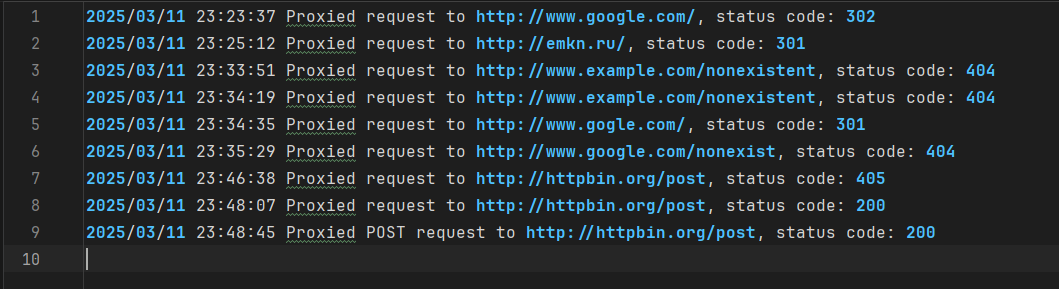 1 2025/03/11 23:23:37 Proxied request to http://www.google.com/, status code: 302
2 2025/03/11 23:25:12 Proxied request to http://emkn.ru/, status code: 301
3 2025/03/11 23:33:51 Proxied request to http://www.example.com/nonexistent, status code: 404
4 2025/03/11 23:34:19 Proxied request to http://www.example.com/nonexistent, status code: 404
5 2025/03/11 23:34:35 Proxied request to http://www.gogle.com/, status code: 301
6 2025/03/11 23:35:29 Proxied request to http://www.google.com/nonexist, status code: 404
7 2025/03/11 23:46:38 Proxied request to http://httpbin.org/post, status code: 405
8 2025/03/11 23:48:07 Proxied request to http://httpbin.org/post, status code: 200
9 2025/03/11 23:48:45 Proxied POST request to http://httpbin.org/post, status code: 200
10